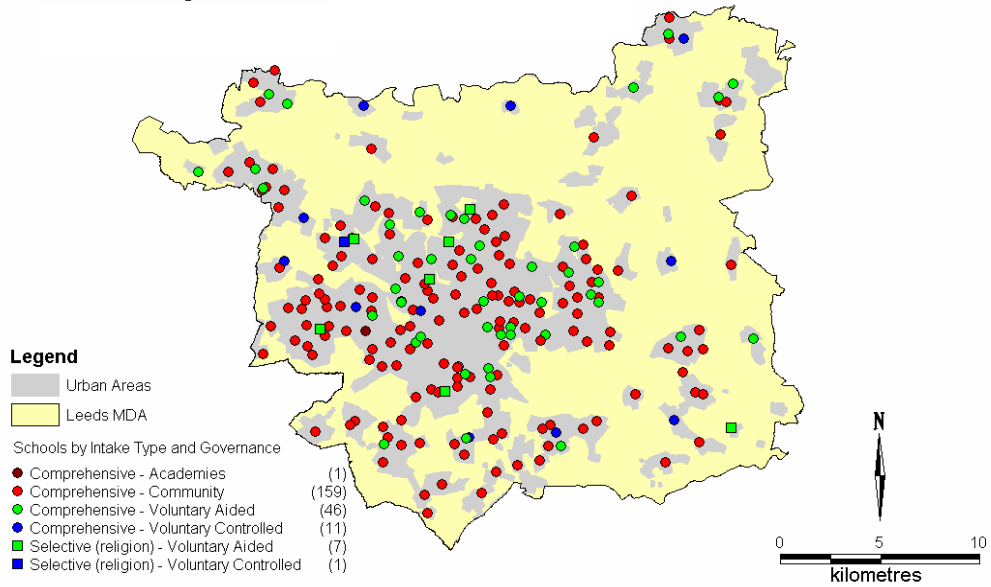 Legend
Urban Areas
Leeds MDA
Schools by Intake Type and Governance
Comprehensive - Academies (1)
Comprehensive - Community (159)
Comprehensive - Voluntary Aided (46)
Comprehensive - Voluntary Controlled (11)
Selective (religion) - Voluntary Aided (7)
Selective (religion) - Voluntary Controlled (1)
N
0 5 10
kilometres